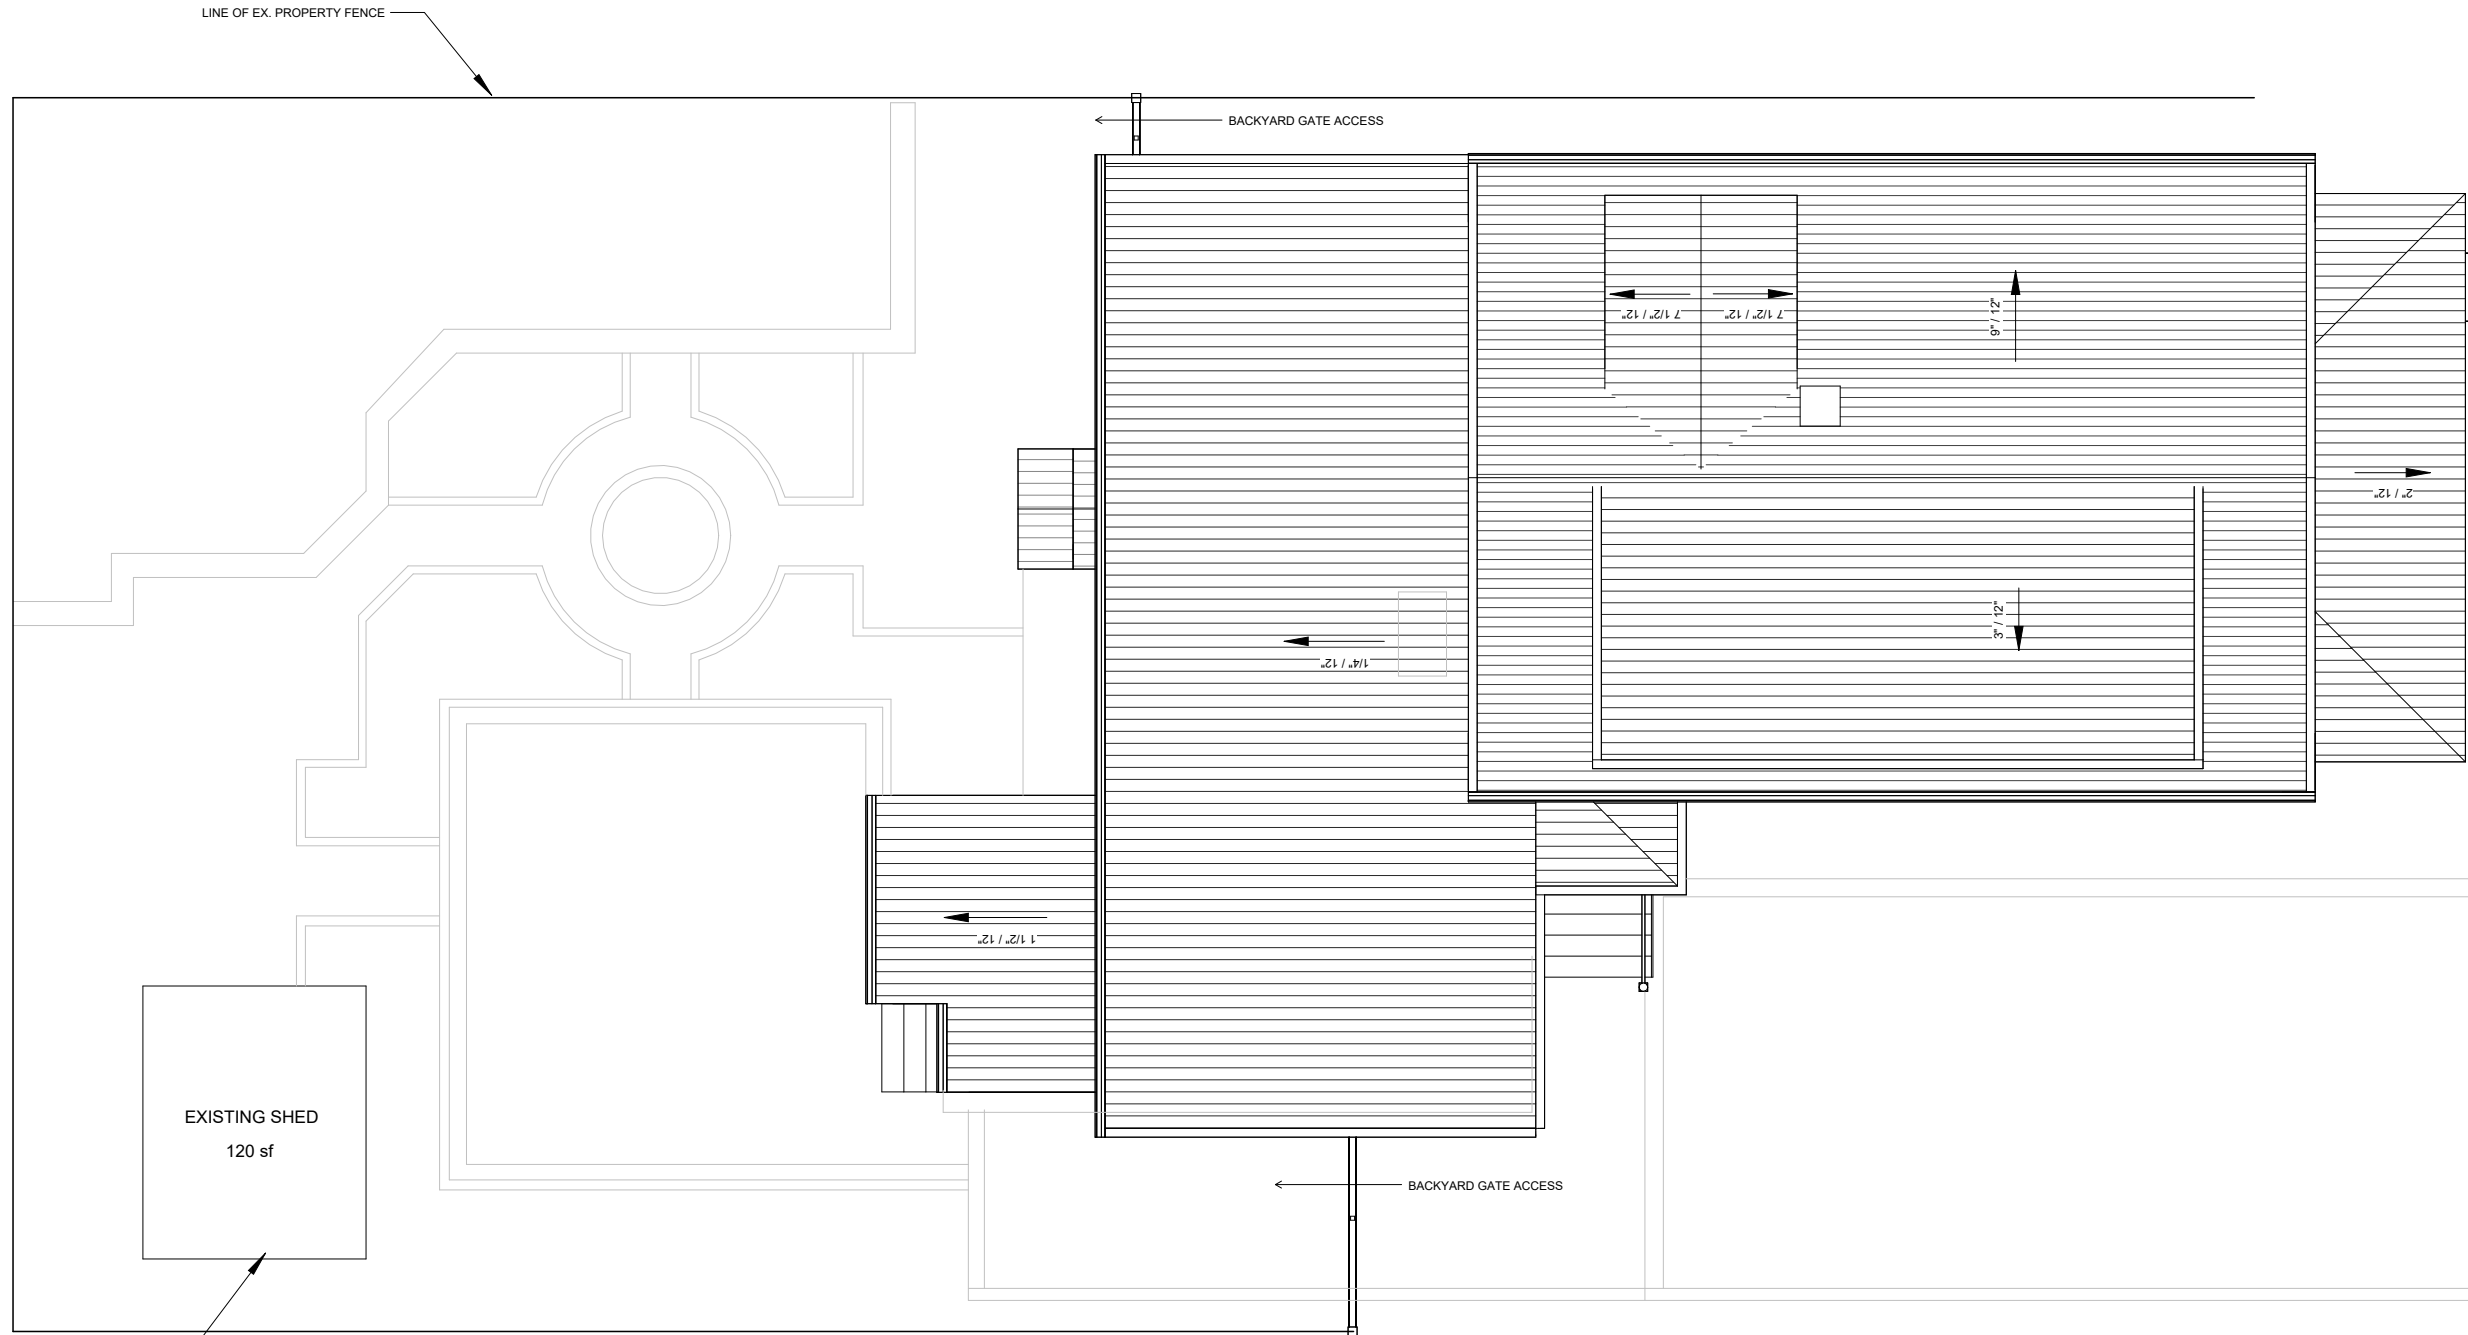 LINE OF EX. PROPERTY FENCE
BACKYARD GATE ACCESS
7 1/2" / 12"
7 1/2" / 12"
9" / 12"
2" / 12"
3" / 12"
1/4" / 12"
1 1/2" / 12"
EXISTING SHED
120 sf
BACKYARD GATE ACCESS